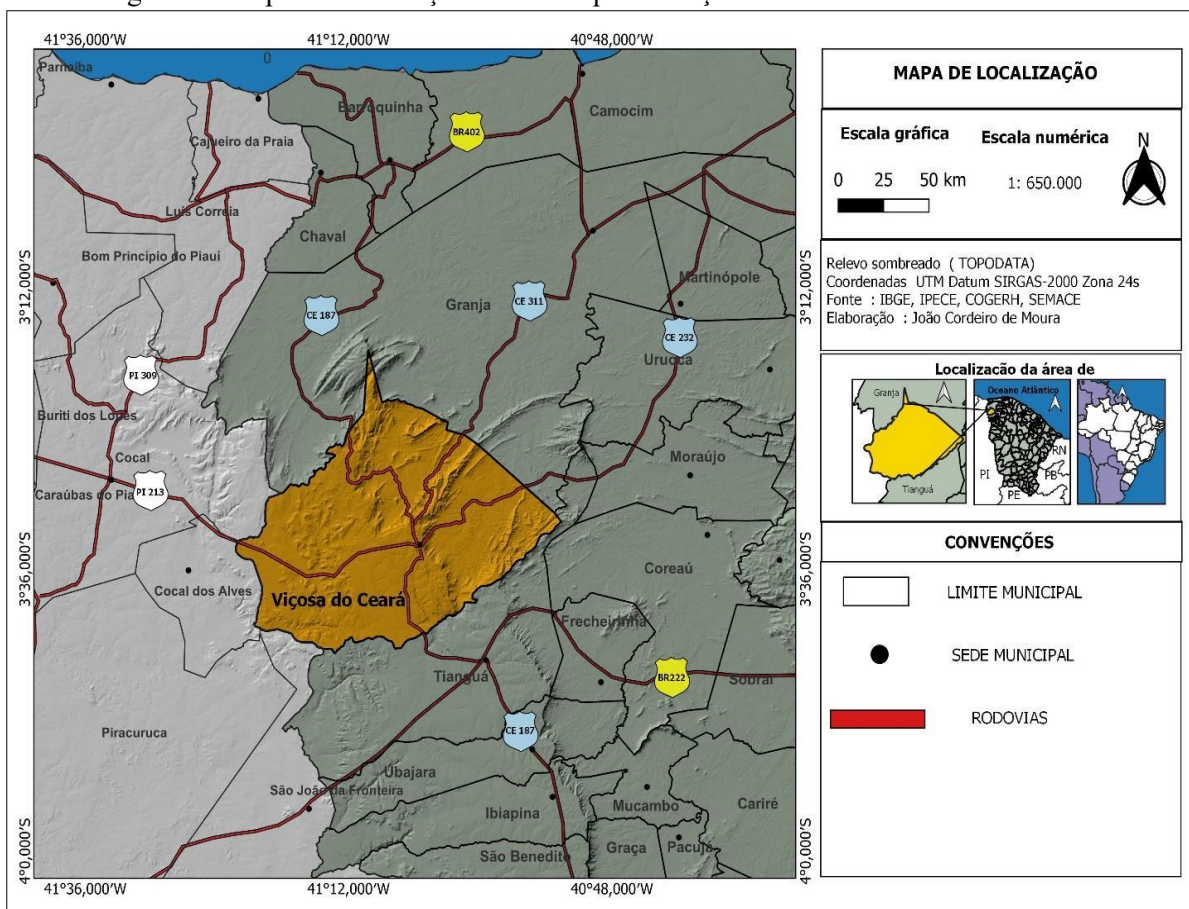 41°36,000'W 41°12,000'W 40°48,000'W
0
Parnaíba
Barroquinha
Camocim
BR402
Cajueiro da Praia
Luís Correia
Chaval
Bom Princípio do Piauí
3°12,000'S 3°12,000'S
Martinópole
Granja
CE 311
CE 187
CE 232
Uruoca
PI 309
Buriti dos Lopes
Cocal
Moraújo
Caraúbas do Pia
PI 213
3°36,000'S 3°36,000'S
Coreaú
Cocal dos Alves
Viçosa do Ceará
Frecheirinha
Tianguá
BR222
Sobral
Piracuruca
CE 187
Ubajara
São João da Fronteira
Ibiapina
Mucambo
Cariré
São Benedito
Graça
Pacujá
4°0,000'S 4°0,000'S
41°36,000'W 41°12,000'W 40°48,000'W
MAPA DE LOCALIZAÇÃO
Escala gráfica Escala numérica
N
0 25 50 km
1: 650.000
Relevo sombreado ( TOPODATA)
Coordenadas UTM Datum SIRGAS-2000 Zona 24s
Fonte : IBGE, IPECE, COGERH, SEMACE
Elaboração : João Cordeiro de Moura
Localização da área de
Granja
Oceano Atlântico
RN
PI
PB
Tianguá
PE
CONVENÇÕES
LIMITE MUNICIPAL
SEDE MUNICIPAL
RODOVIAS